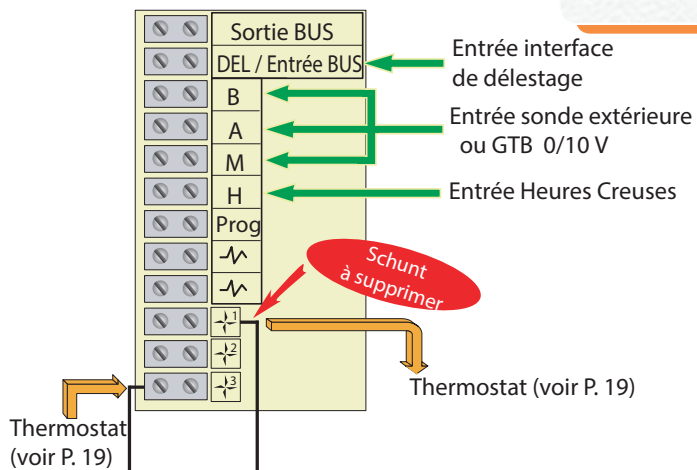 Sortie BUS
DEL / Entrée BUS
Entrée interface
de délestage
B
A
M
Entrée sonde extérieure
ou GTB 0/10 V
H
Entrée Heures Creuses
Prog
Schunt
à supprimer
1
2
3
Thermostat (voir P. 19)
Thermostat
(voir P. 19)